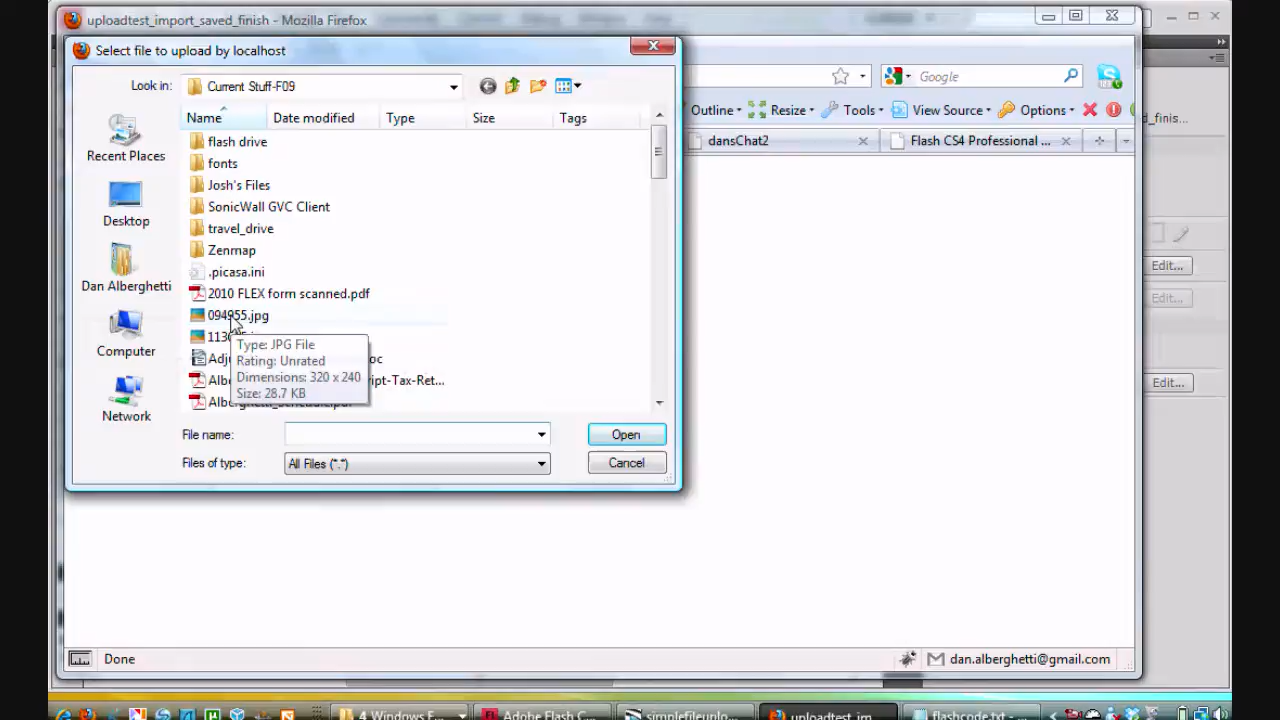 uploadtest_import_saved_finish - Mozilla Firefox
Select file to upload by localhost
Look in: Current Stuff-F09
Google
Outline Resize Tools View Source Options
dansChat2 Flash CS4 Professional ...
d_finis...
Name Date modified Type Size Tags
Recent Places
Desktop
Dan Alberghetti
Computer
Network
flash drive
fonts
Josh's Files
SonicWall GVC Client
travel_drive
Zenmap
.picasa.ini
2010 FLEX form scanned.pdf
094955.jpg
Type: JPG File
Rating: Unrated
Dimensions: 320 x 240
Size: 28.7 KB
File name: Open
Files of type: All Files (*.*) Cancel
Edit...
Edit...
Edit...
Done dan.alberghetti@gmail.com
4 Windows E... Adobe Flash C... simplefileuplo... uploadtest_im... flashcode.txt - ...